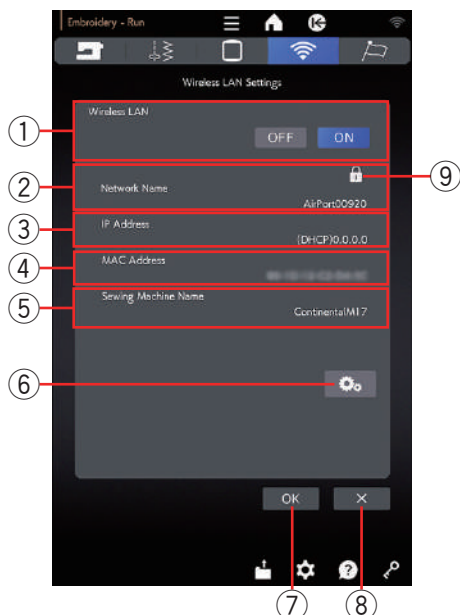 Embroidery - Run
Wireless LAN Settings
① Wireless LAN
OFF ON
⑨
② Network Name
AirPort00920
③ IP Address
(DHCP)0.0.0.0
④ MAC Address
⑤ Sewing Machine Name
ContinentalM17
⑥
OK X
⑦ ⑧